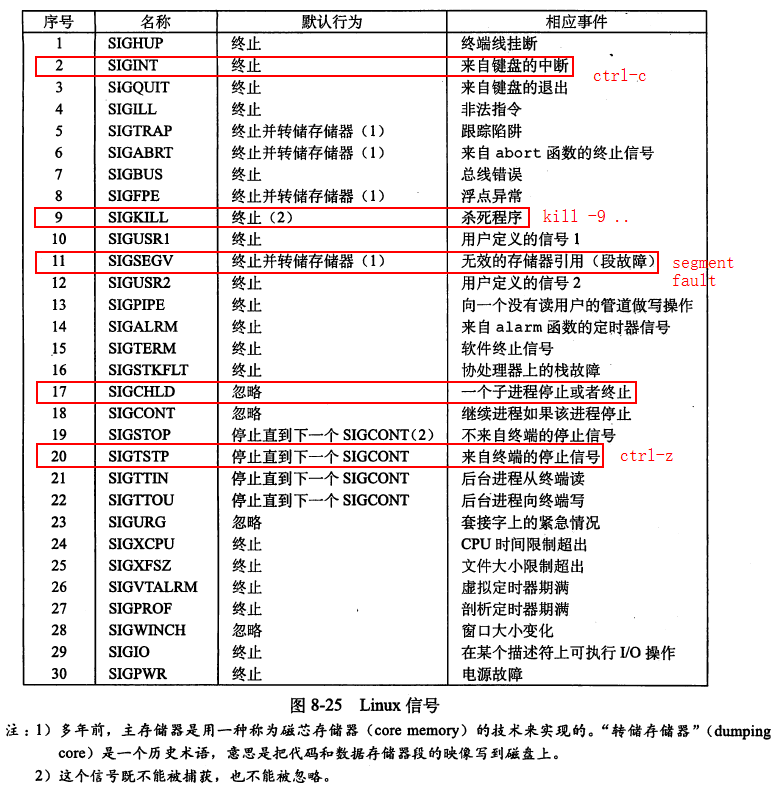 序号 名称 默认行为 相应事件
1 SIGHUP 终止 终端线挂断
2 SIGINT 终止 来自键盘的中断 ctrl-c
3 SIGQUIT 终止 来自键盘的退出
4 SIGILL 终止 非法指令
5 SIGTRAP 终止并转储存储器（1） 跟踪陷阱
6 SIGABRT 终止并转储存储器（1） 来自 abort 函数的终止信号
7 SIGBUS 终止 总线错误
8 SIGFPE 终止并转储存储器（1） 浮点异常
9 SIGKILL 终止（2） 杀死程序 kill -9 ..
10 SIGUSR1 终止 用户定义的信号 1
11 SIGSEGV 终止并转储存储器（1） 无效的存储器引用（段故障） segment
12 SIGUSR2 终止 用户定义的信号 2 fault
13 SIGPIPE 终止 向一个没有读用户的管道做写操作
14 SIGALRM 终止 来自 alarm 函数的定时器信号
15 SIGTERM 终止 软件终止信号
16 SIGSTKFLT 终止 协处理器上的栈故障
17 SIGCHLD 忽略 一个子进程停止或者终止
18 SIGCONT 忽略 继续进程如果该进程停止
19 SIGSTOP 停止直到下一个 SIGCONT（2） 不来自终端的停止信号
20 SIGTSTP 停止直到下一个 SIGCONT 来自终端的停止信号 ctrl-z
21 SIGTTIN 停止直到下一个 SIGCONT 后台进程从终端读
22 SIGTTOU 停止直到下一个 SIGCONT 后台进程向终端写
23 SIGURG 忽略 套接字上的紧急情况
24 SIGXCPU 终止 CPU 时间限制超出
25 SIGXFSZ 终止 文件大小限制超出
26 SIGVTALRM 终止 虚拟定时器期满
27 SIGPROF 终止 剖析定时器期满
28 SIGWINCH 忽略 窗口大小变化
29 SIGIO 终止 在某个描述符上可执行 I/O 操作
30 SIGPWR 终止 电源故障
图 8-25 Linux 信号
注：1）多年前，主存储器是用一种称为磁芯存储器（core memory）的技术来实现的。“转储存储器”（dumping
core）是一个历史术语，意思是把代码和数据存储器段的映像写到磁盘上。
2）这个信号既不能被捕获，也不能被忽略。